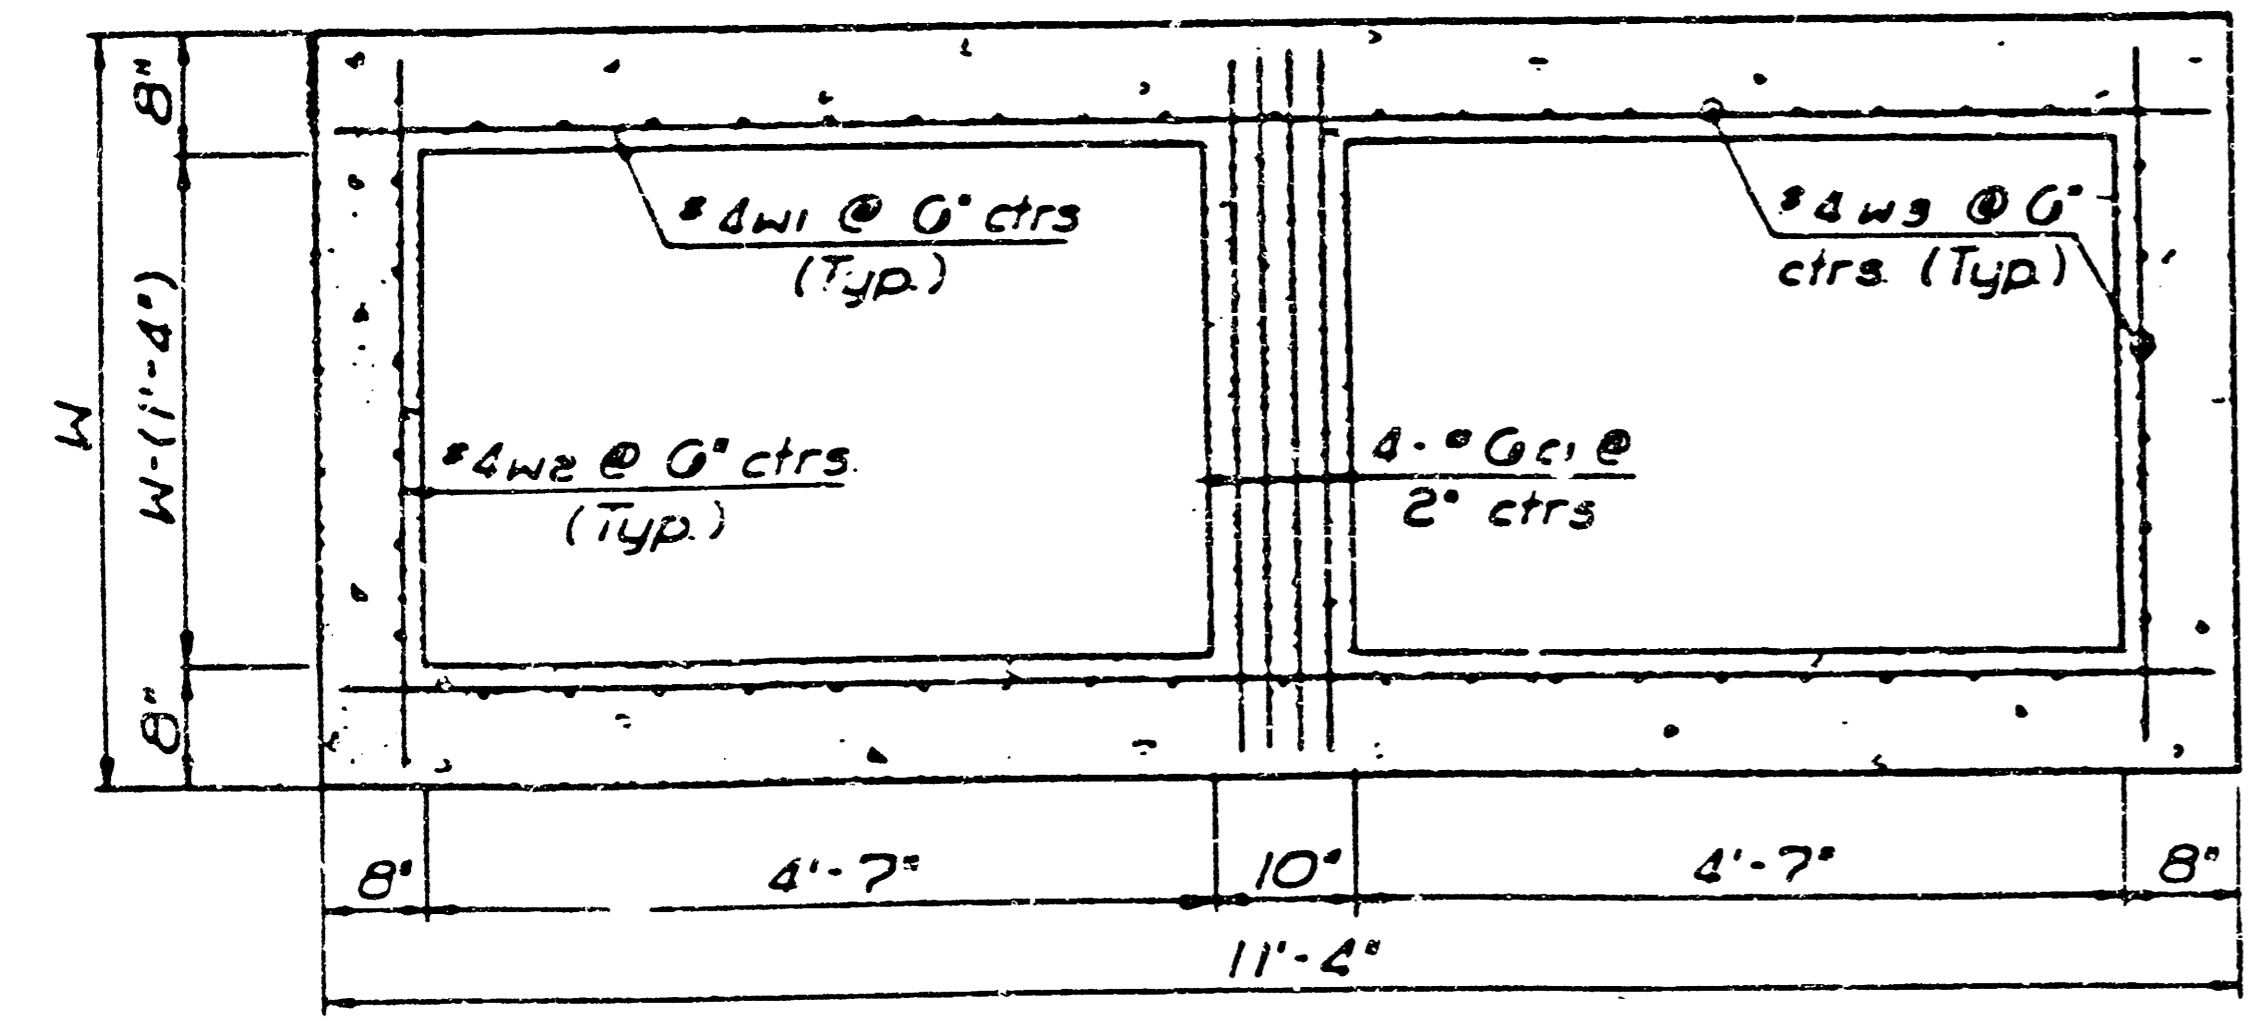 8"
W-(1'-4")
W
8"
#4w1 @ 6" ctrs
(Typ.)
#4w3 @ 6"
ctrs. (Typ.)
#4w2 @ 6" ctrs.
(Typ.)
4-#6c1 @
2" ctrs
8"
4'-7"
10"
4'-7"
8"
11'-4"